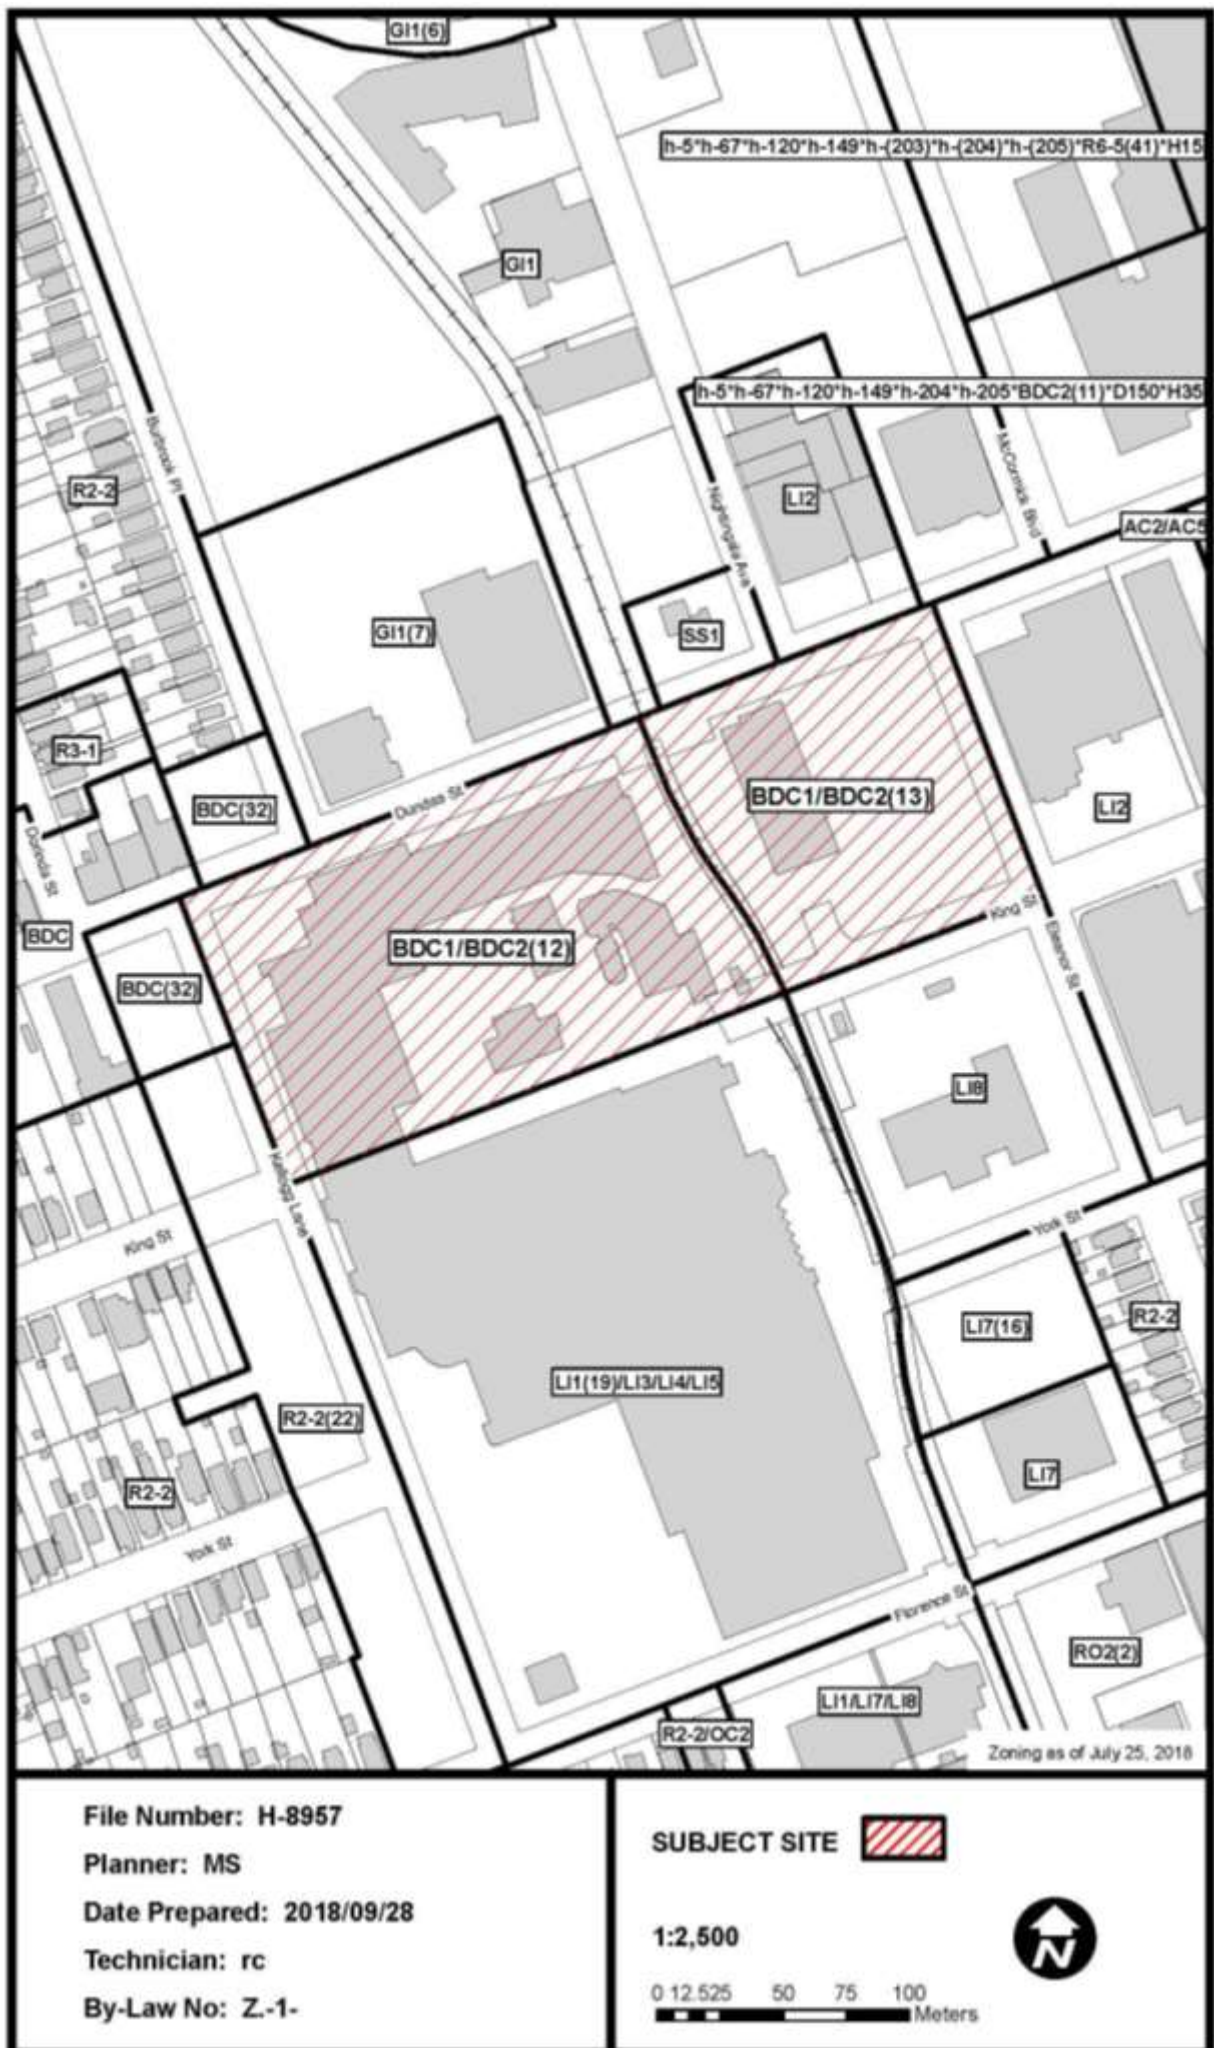 GI1(6)
h-5*h-67*h-120*h-149*h-(203)*h-(204)*h-(205)*R6-5(41)*H15
GI1
h-5*h-67*h-120*h-149*h-204*h-205*BDC2(11)*D150*H35
Burbrook Pl
McCormick Blvd
R2-2
Nightingale Ave
LI2
AC2/AC5
GI1(7)
SS1
R3-1
BDC(32)
Dundas St
BDC1/BDC2(13)
LI2
Dorinda St
BDC
BDC1/BDC2(12)
King St
Eleanor St
BDC(32)
LI8
Kellogg Lane
King St
York St
LI7(16)
R2-2
LI1(19)/LI3/LI4/LI5
R2-2(22)
LI7
R2-2
York St
Florence St
RO2(2)
LI1/LI7/LI8
R2-2/OC2
Zoning as of July 25, 2018
File Number: H-8957
Planner: MS
Date Prepared: 2018/09/28
Technician: rc
By-Law No: Z.-1-
SUBJECT SITE
1:2,500
N
0 12.525 50 75 100
Meters